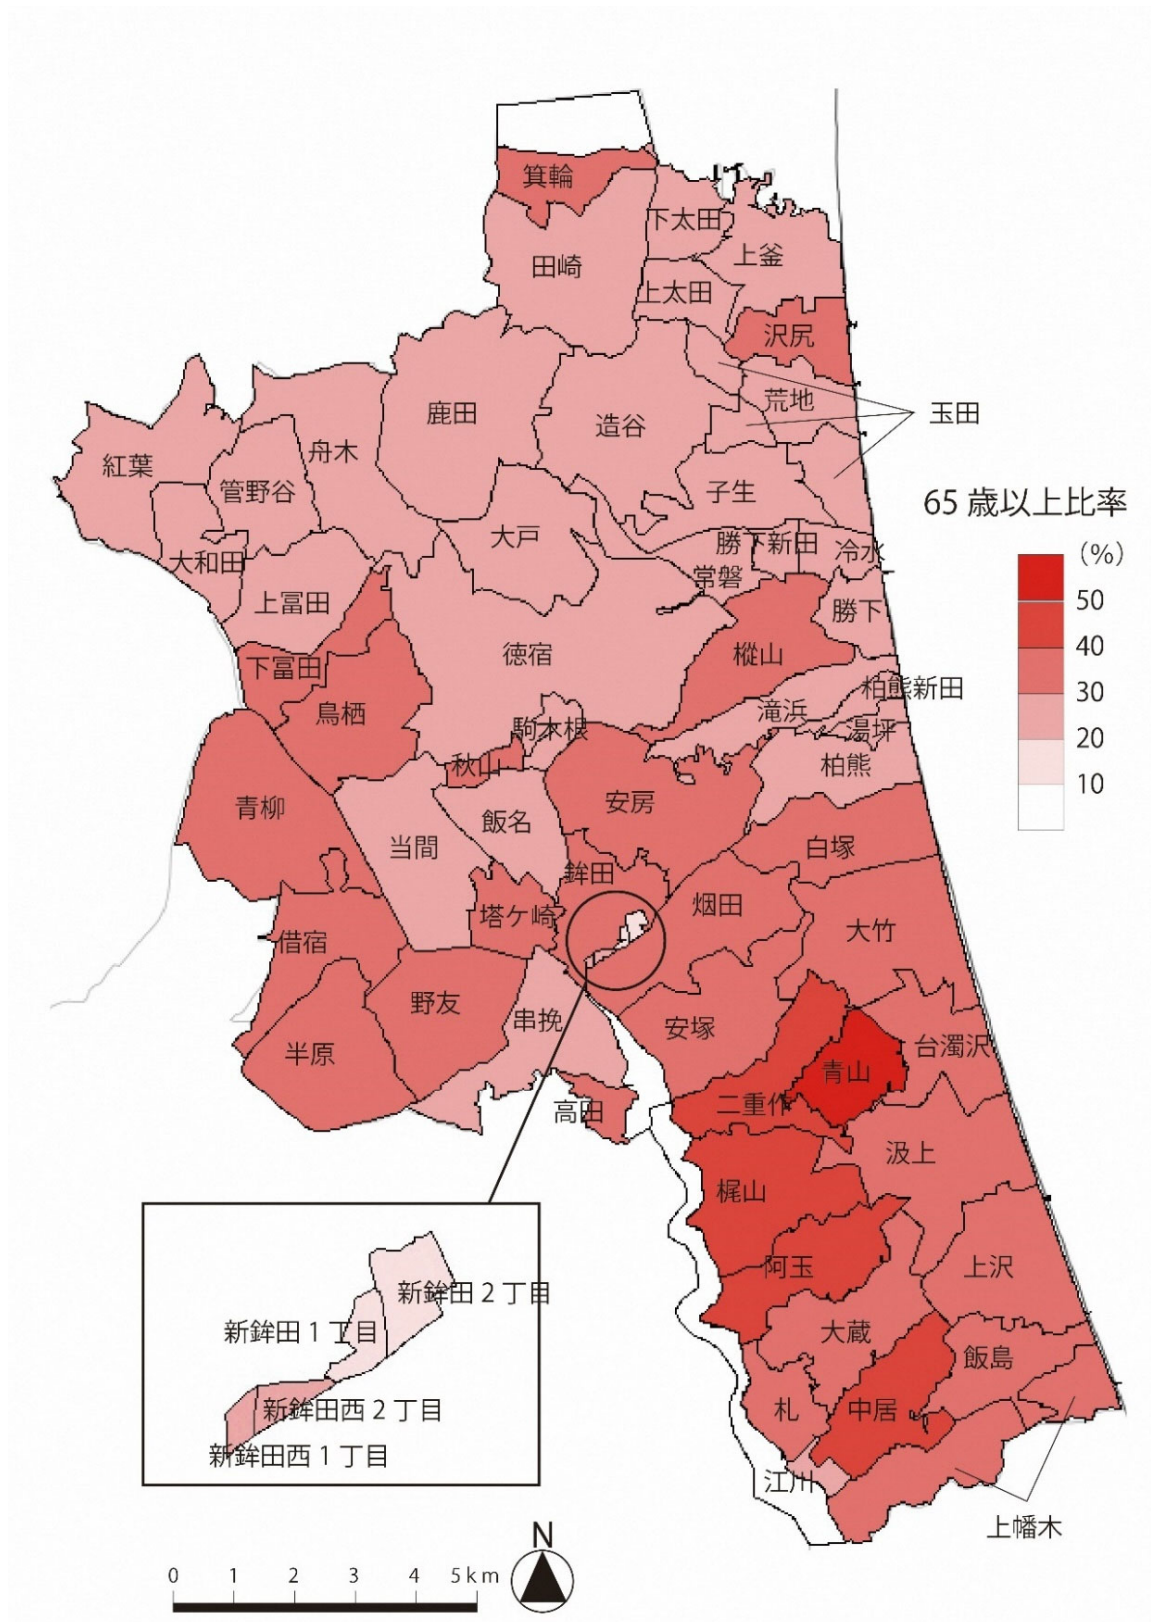 箕輪
下太田
上釜
田崎
上太田
沢尻
荒地
玉田
鹿田
造谷
舟木
紅葉
管野谷
子生
65 歳以上比率
(%)
50
40
30
20
10
大和田
大戸
勝下新田
冷水
常磐
上冨田
勝下
下富田
徳宿
樅山
柏熊新田
鳥栖
滝浜
駒木根
湯坪
秋山
柏熊
青柳
安房
飯名
当間
白塚
鉾田
烟田
塔ケ崎
大竹
借宿
野友
串挽
安塚
台濁沢
半原
青山
高田
二重作
汲上
梶山
阿玉
上沢
大蔵
飯島
札
中居
江川
上幡木
新鉾田 2 丁目
新鉾田 1 丁目
新鉾田西 2 丁目
新鉾田西 1 丁目
N
0 1 2 3 4 5 km